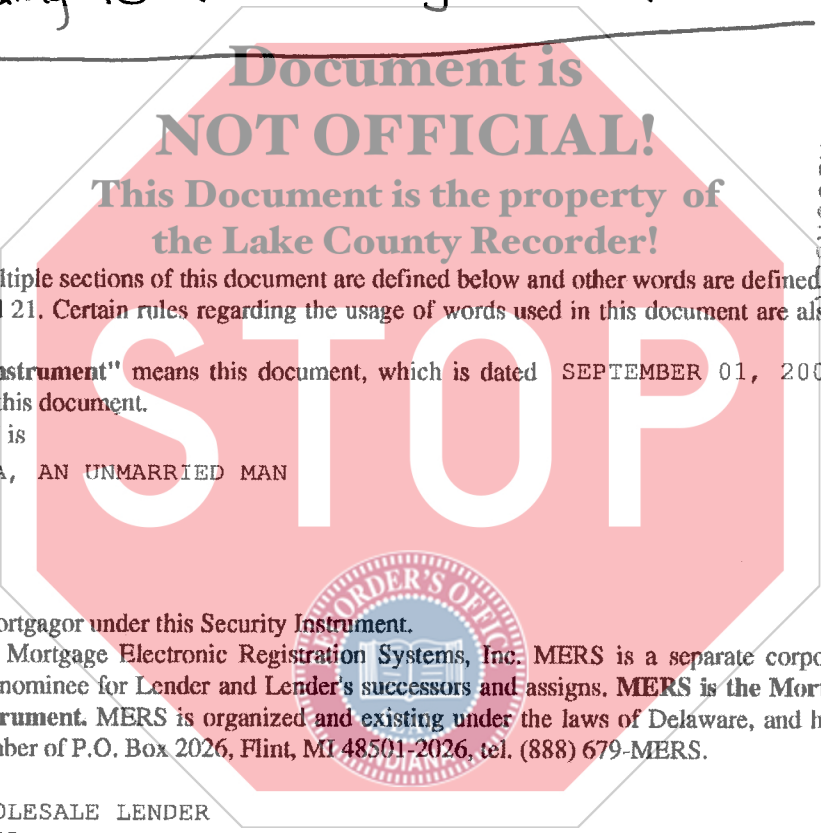 Document is
NOT OFFICIAL!
This Document is the property of
the Lake County Recorder!
ltiple sections of this document are defined below and other words are defined
21. Certain rules regarding the usage of words used in this document are als
nstrument" means this document, which is dated SEPTEMBER 01, 200
this document.
is
A, AN UNMARRIED MAN
STOP
RECORDER'S OFFICE
ortgagor under this Security Instrument.
Mortgage Electronic Registration Systems, Inc. MERS is a separate corpo
nominee for Lender and Lender's successors and assigns. MERS is the Mort
rument. MERS is organized and existing under the laws of Delaware, and h
ber of P.O. Box 2026, Flint, MI 48501-2026, tel. (888) 679-MERS.
INDIANA
OLESALE LENDER